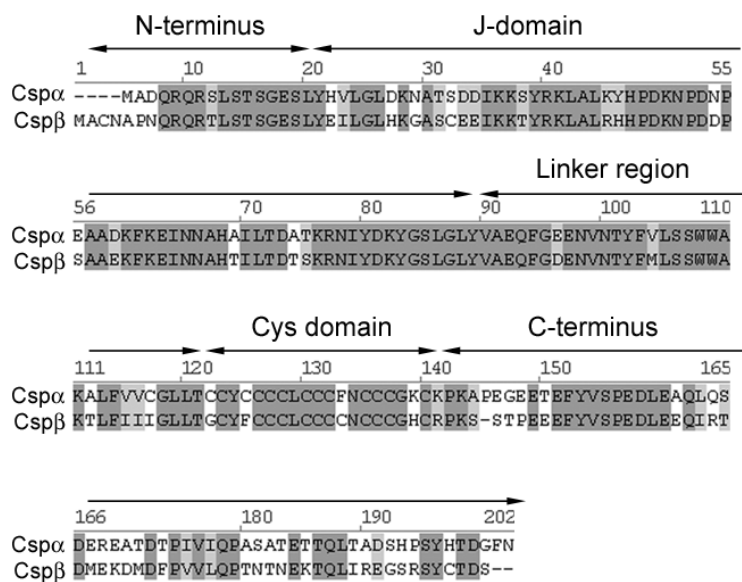 N-terminus J-domain
1 10 20 30 40 55
Cspα ----MADQRQRSLSTSGESLYHVLGLDKNATSDDIKKSYRKLALKYHPDKNPDNP
Cspβ MACNAPNQRQRTLSTSGESLYEILGLHKGASCEEIKKTYRKLALRHHPDKNPDDP
Linker region
56 70 80 90 100 110
Cspα EAADKFKEINNAHAILTDATKRNIYDKYGSLGLYVAEQFGEENVNTYFVLSSWWA
Cspβ SAAEKFKEINNAHTILTDTSKRNIYDKYGSLGLYVAEQFGDENVNTYFMLSSWWA
Cys domain C-terminus
111 120 130 140 150 165
Cspα KALFVVCGLLTCCYCCCCLCCCFNCCCGKCKPKAPEGEETEFYVSPEDLEAQLQS
Cspβ KTLFIIIGLLTGCYFCCCLCCCCNCCCGHCRPKS-STPEEEFYVSPEDLEEQIRT
166 180 190 202
Cspα DEREATDTPIVIQPASATETTQLTADSHPSYHTDGFN
Cspβ DMEKDMDFPVVLQPTNTNEKTQLIREGSRSYCTDS--